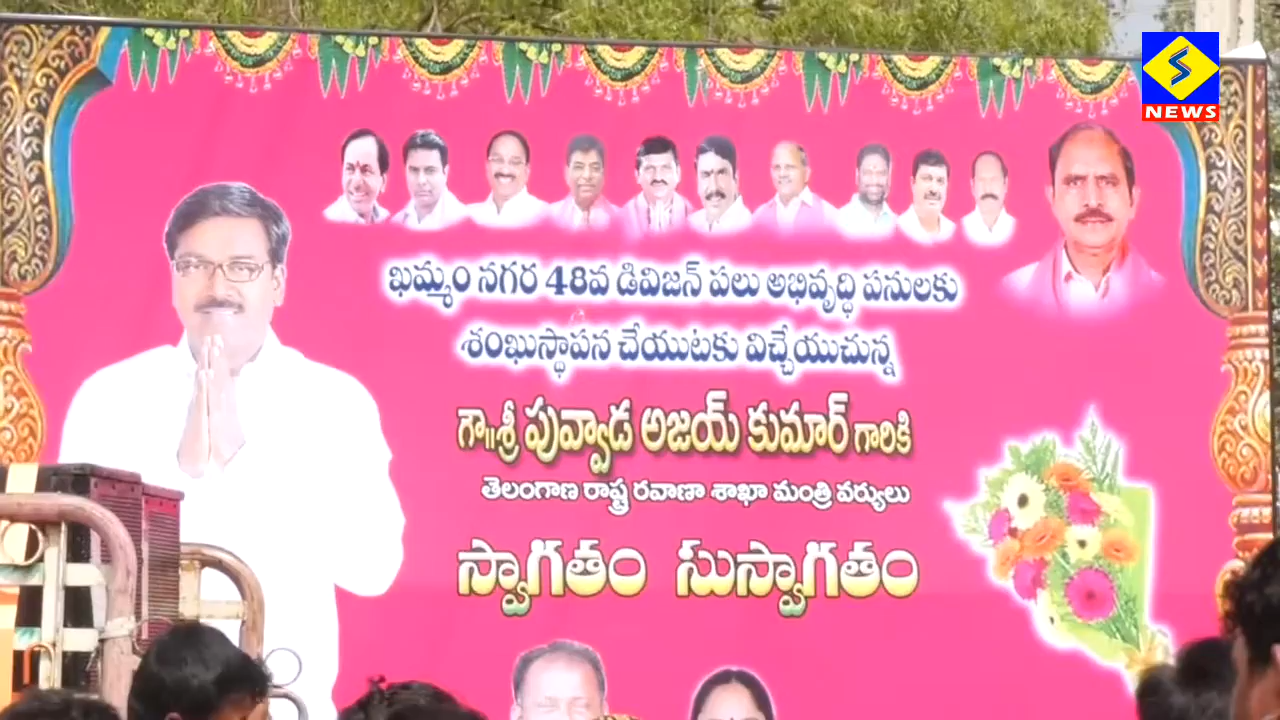 S
NEWS
ఖమ్మం నగర 48వ డివిజన్ పలు అభివృద్ధి పనులకు
శంఖుస్థాపన చేయుటకు విచ్చేయుచున్న
గౌ॥శ్రీ పువ్వాడ అజయ్ కుమార్ గారికి
తెలంగాణ రాష్ట్ర రవాణా శాఖా మంత్రి వర్యులు
స్వాగతం సుస్వాగతం